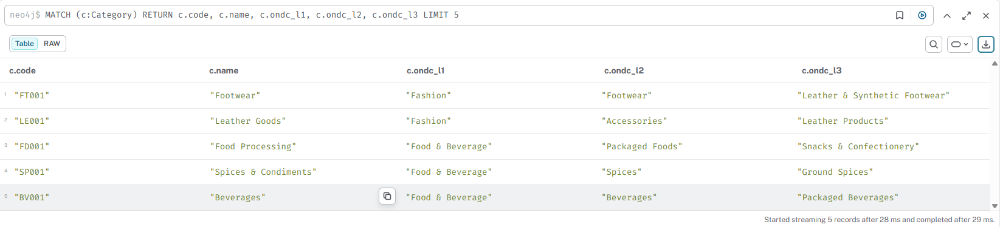 neo4j$ MATCH (c:Category) RETURN c.code, c.name, c.ondc_l1, c.ondc_l2, c.ondc_l3 LIMIT 5
Table RAW
c.code c.name c.ondc_l1 c.ondc_l2 c.ondc_l3
1 "FT001" "Footwear" "Fashion" "Footwear" "Leather & Synthetic Footwear"
2 "LE001" "Leather Goods" "Fashion" "Accessories" "Leather Products"
3 "FD001" "Food Processing" "Food & Beverage" "Packaged Foods" "Snacks & Confectionery"
4 "SP001" "Spices & Condiments" "Food & Beverage" "Spices" "Ground Spices"
5 "BV001" "Beverages" "Food & Beverage" "Beverages" "Packaged Beverages"
Started streaming 5 records after 28 ms and completed after 29 ms.